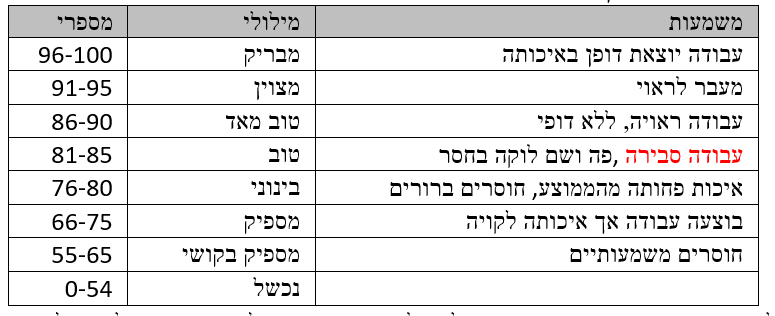 משמעות מילולי מספרי
עבודה יוצאת דופן באיכותה מבריק 96-100
מעבר לראוי מצוין 91-95
עבודה ראויה, ללא דופי טוב מאד 86-90
עבודה סבירה ,פה ושם לוקה בחסר טוב 81-85
איכות פחותה מהממוצע, חוסרים ברורים בינוני 76-80
בוצעה עבודה אך איכותה לקויה מספיק 66-75
חוסרים משמעותיים מספיק בקושי 55-65
נכשל 0-54